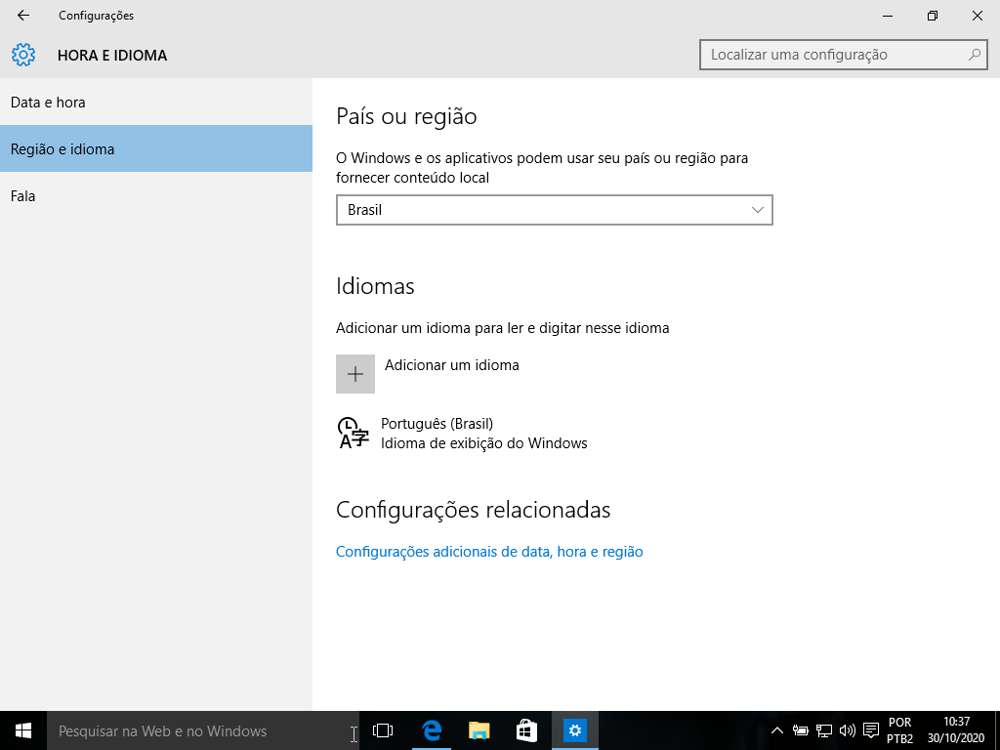 Configurações
HORA E IDIOMA
Localizar uma configuração
Data e hora
Região e idioma
Fala
País ou região
O Windows e os aplicativos podem usar seu país ou região para
fornecer conteúdo local
Brasil
Idiomas
Adicionar um idioma para ler e digitar nesse idioma
Adicionar um idioma
A字
Português (Brasil)
Idioma de exibição do Windows
Configurações relacionadas
Configurações adicionais de data, hora e região
Pesquisar na Web e no Windows
POR
PTB2
10:37
30/10/2020